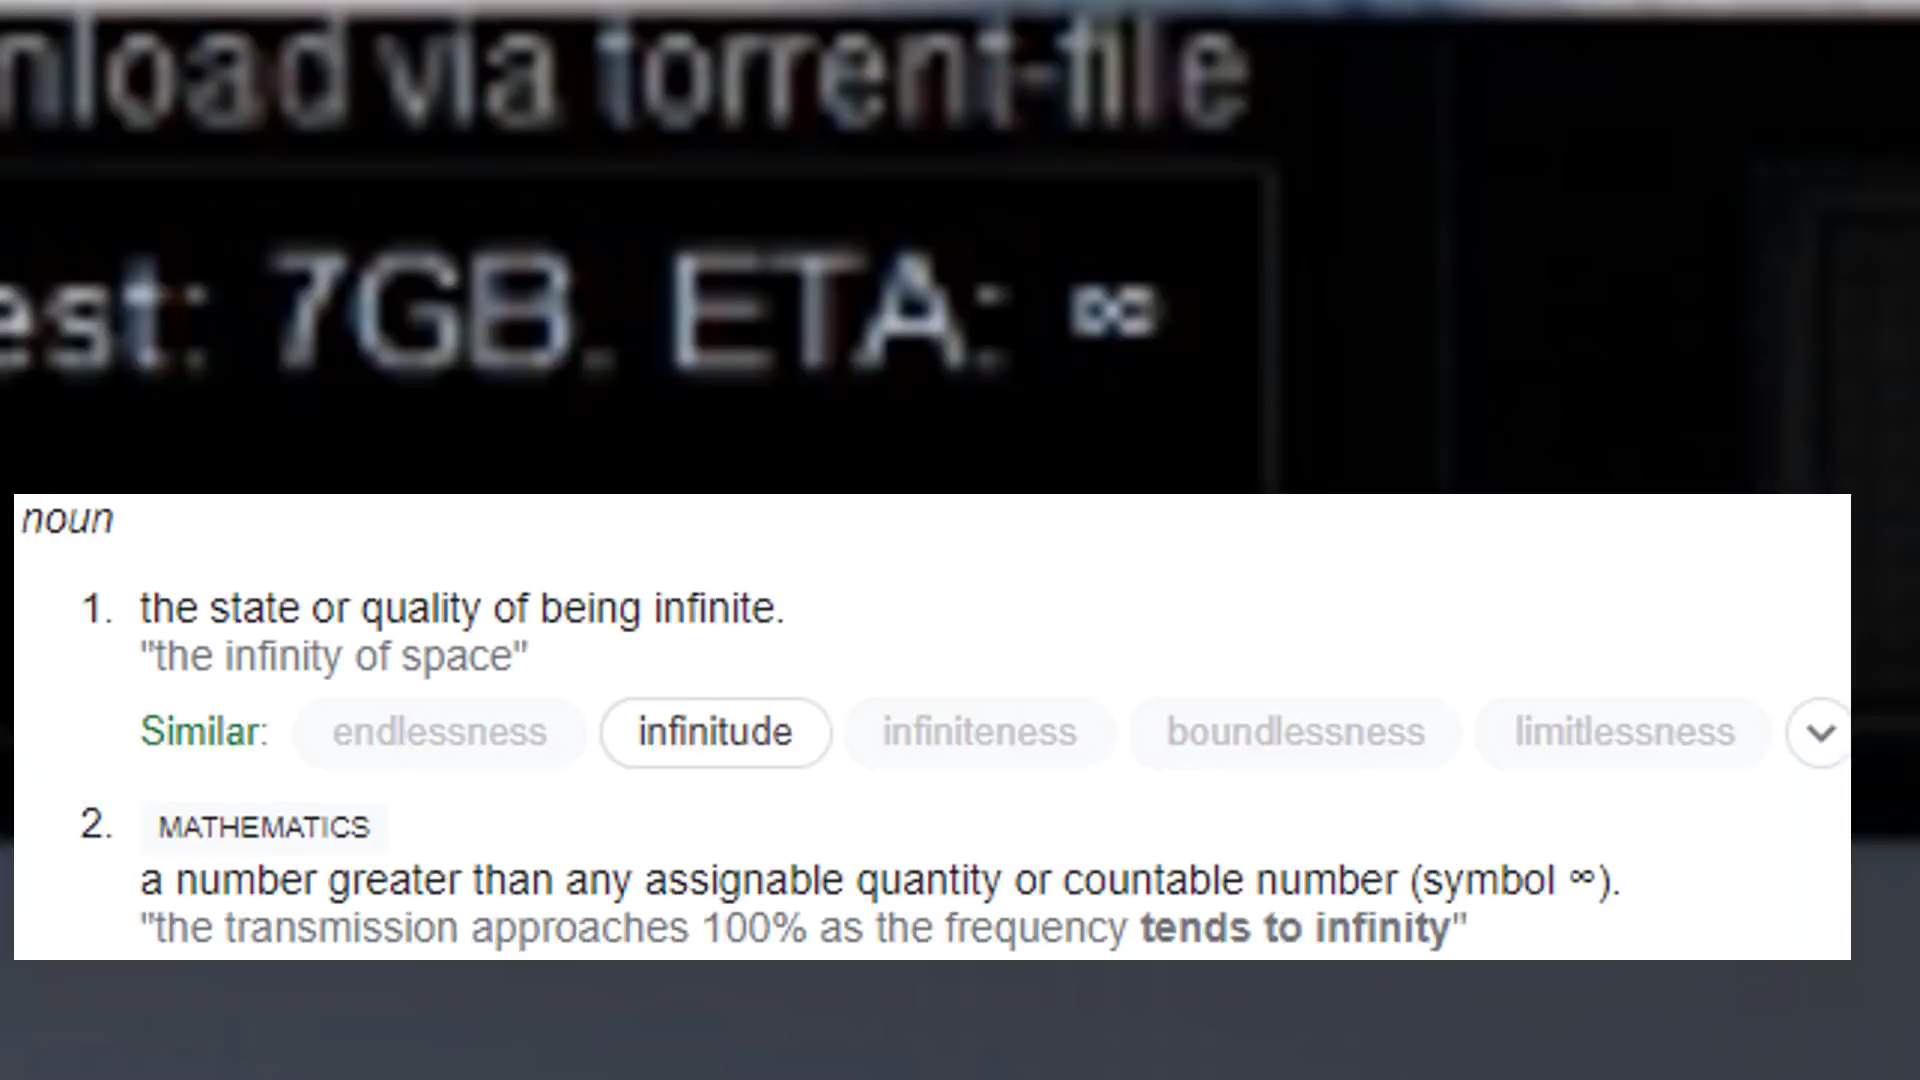 nload via torrent-file
est: 7GB. ETA: ∞
noun
1. the state or quality of being infinite.
"the infinity of space"
Similar: endlessness infinitude infiniteness boundlessness limitlessness
2. MATHEMATICS
a number greater than any assignable quantity or countable number (symbol ∞).
"the transmission approaches 100% as the frequency tends to infinity"